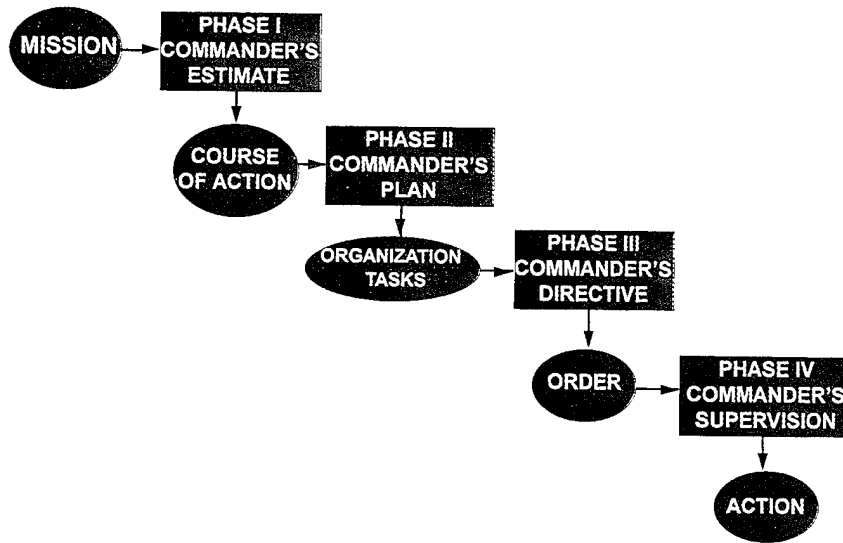 MISSION
PHASE I
COMMANDER'S
ESTIMATE
COURSE
OF ACTION
PHASE II
COMMANDER'S
PLAN
ORGANIZATION
TASKS
PHASE III
COMMANDER'S
DIRECTIVE
ORDER
PHASE IV
COMMANDER'S
SUPERVISION
ACTION